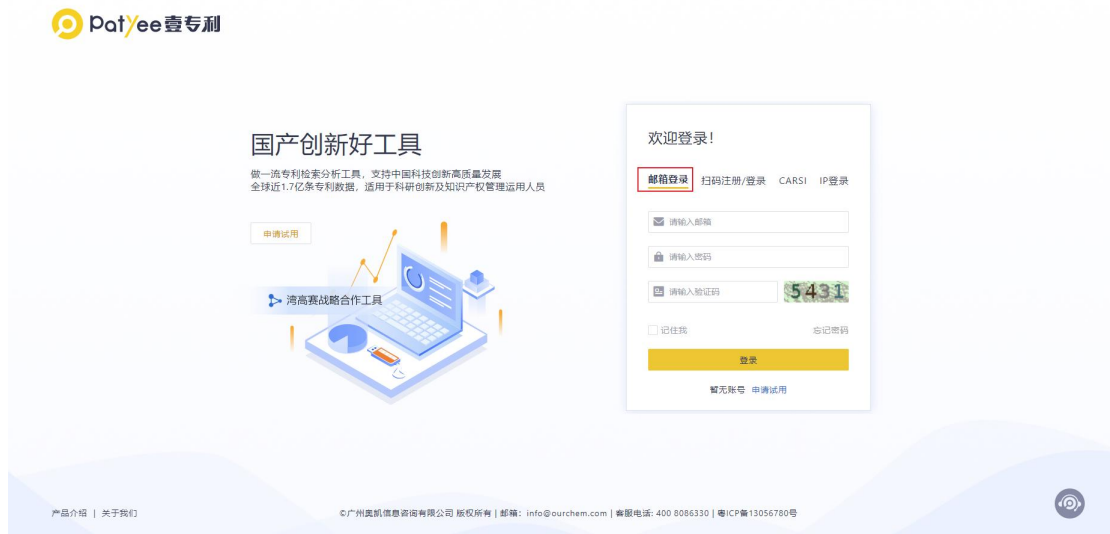 Patyee壹专利
国产创新好工具
做一流专利检索分析工具，支持中国科技创新高质量发展
全球近1.7亿条专利数据，适用于科研创新及知识产权管理运用人员
申请试用
湾高赛战略合作工具
欢迎登录！
邮箱登录 扫码注册/登录 CARSI IP登录
请输入邮箱
请输入密码
请输入验证码 5431
记住我 忘记密码
登录
暂无账号 申请试用
产品介绍 | 关于我们 ©广州奥凯信息咨询有限公司 版权所有 | 邮箱：info@ourchem.com | 客服电话: 400 8086330 | 粤ICP备13056780号